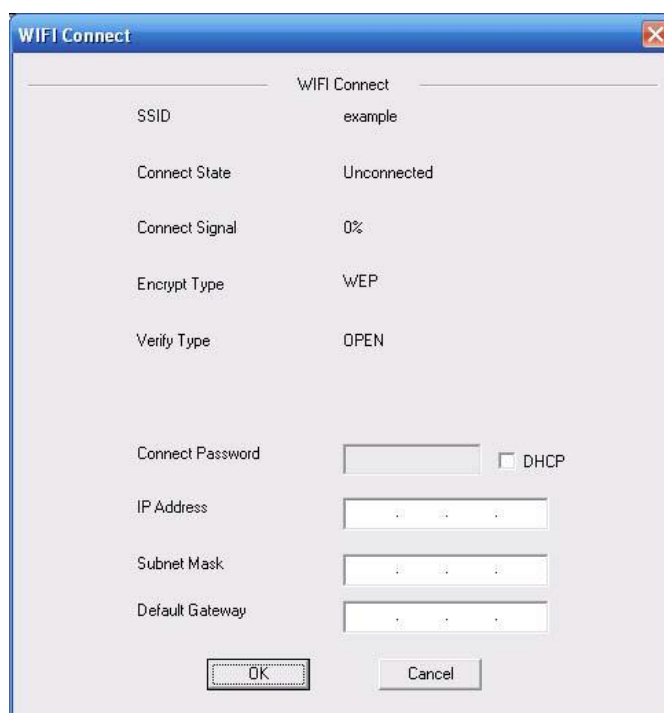 WIFI Connect
WIFI Connect
SSID example
Connect State Unconnected
Connect Signal 0%
Encrypt Type WEP
Verify Type OPEN
Connect Password DHCP
IP Address . . .
Subnet Mask . . .
Default Gateway . . .
OK Cancel